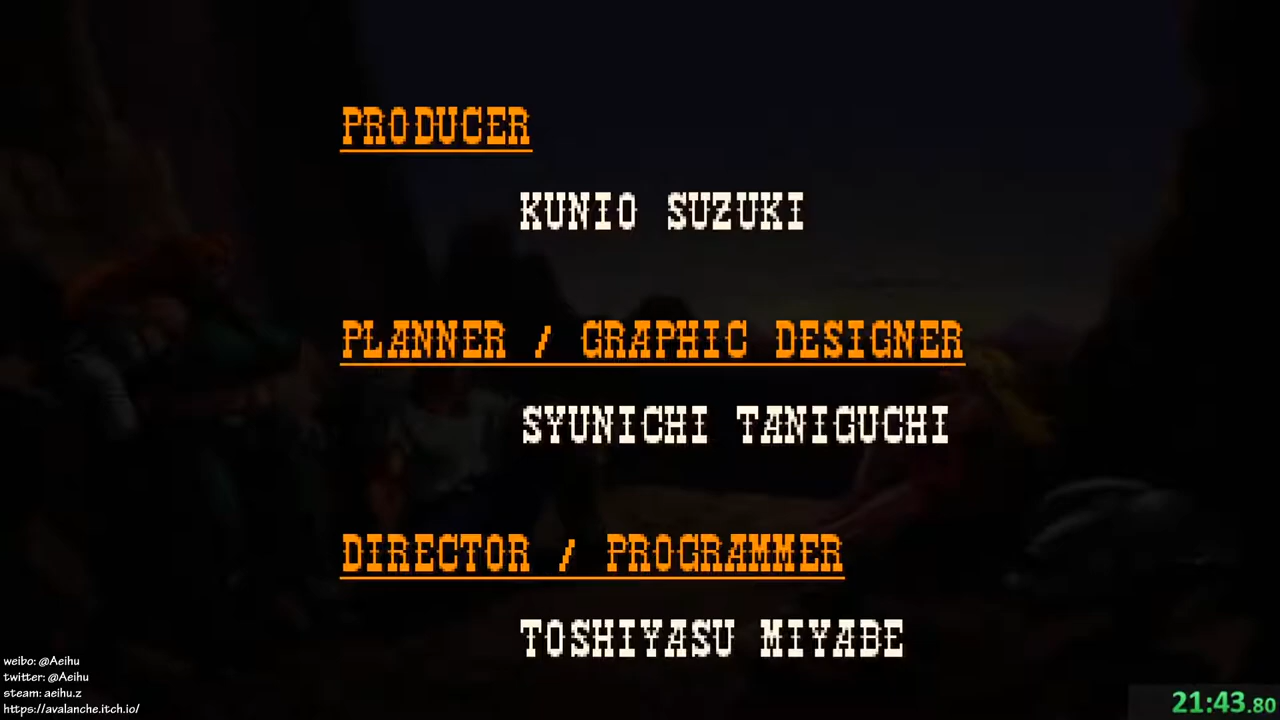 PRODUCER
KUNIO SUZUKI
PLANNER / GRAPHIC DESIGNER
SYUNICHI TANIGUCHI
DIRECTOR / PROGRAMMER
TOSHIYASU MIYABE
weibo: @Aeihu
twitter: @Aeihu
steam: aeihu.z
https://avalanche.itch.io/
21:43.80